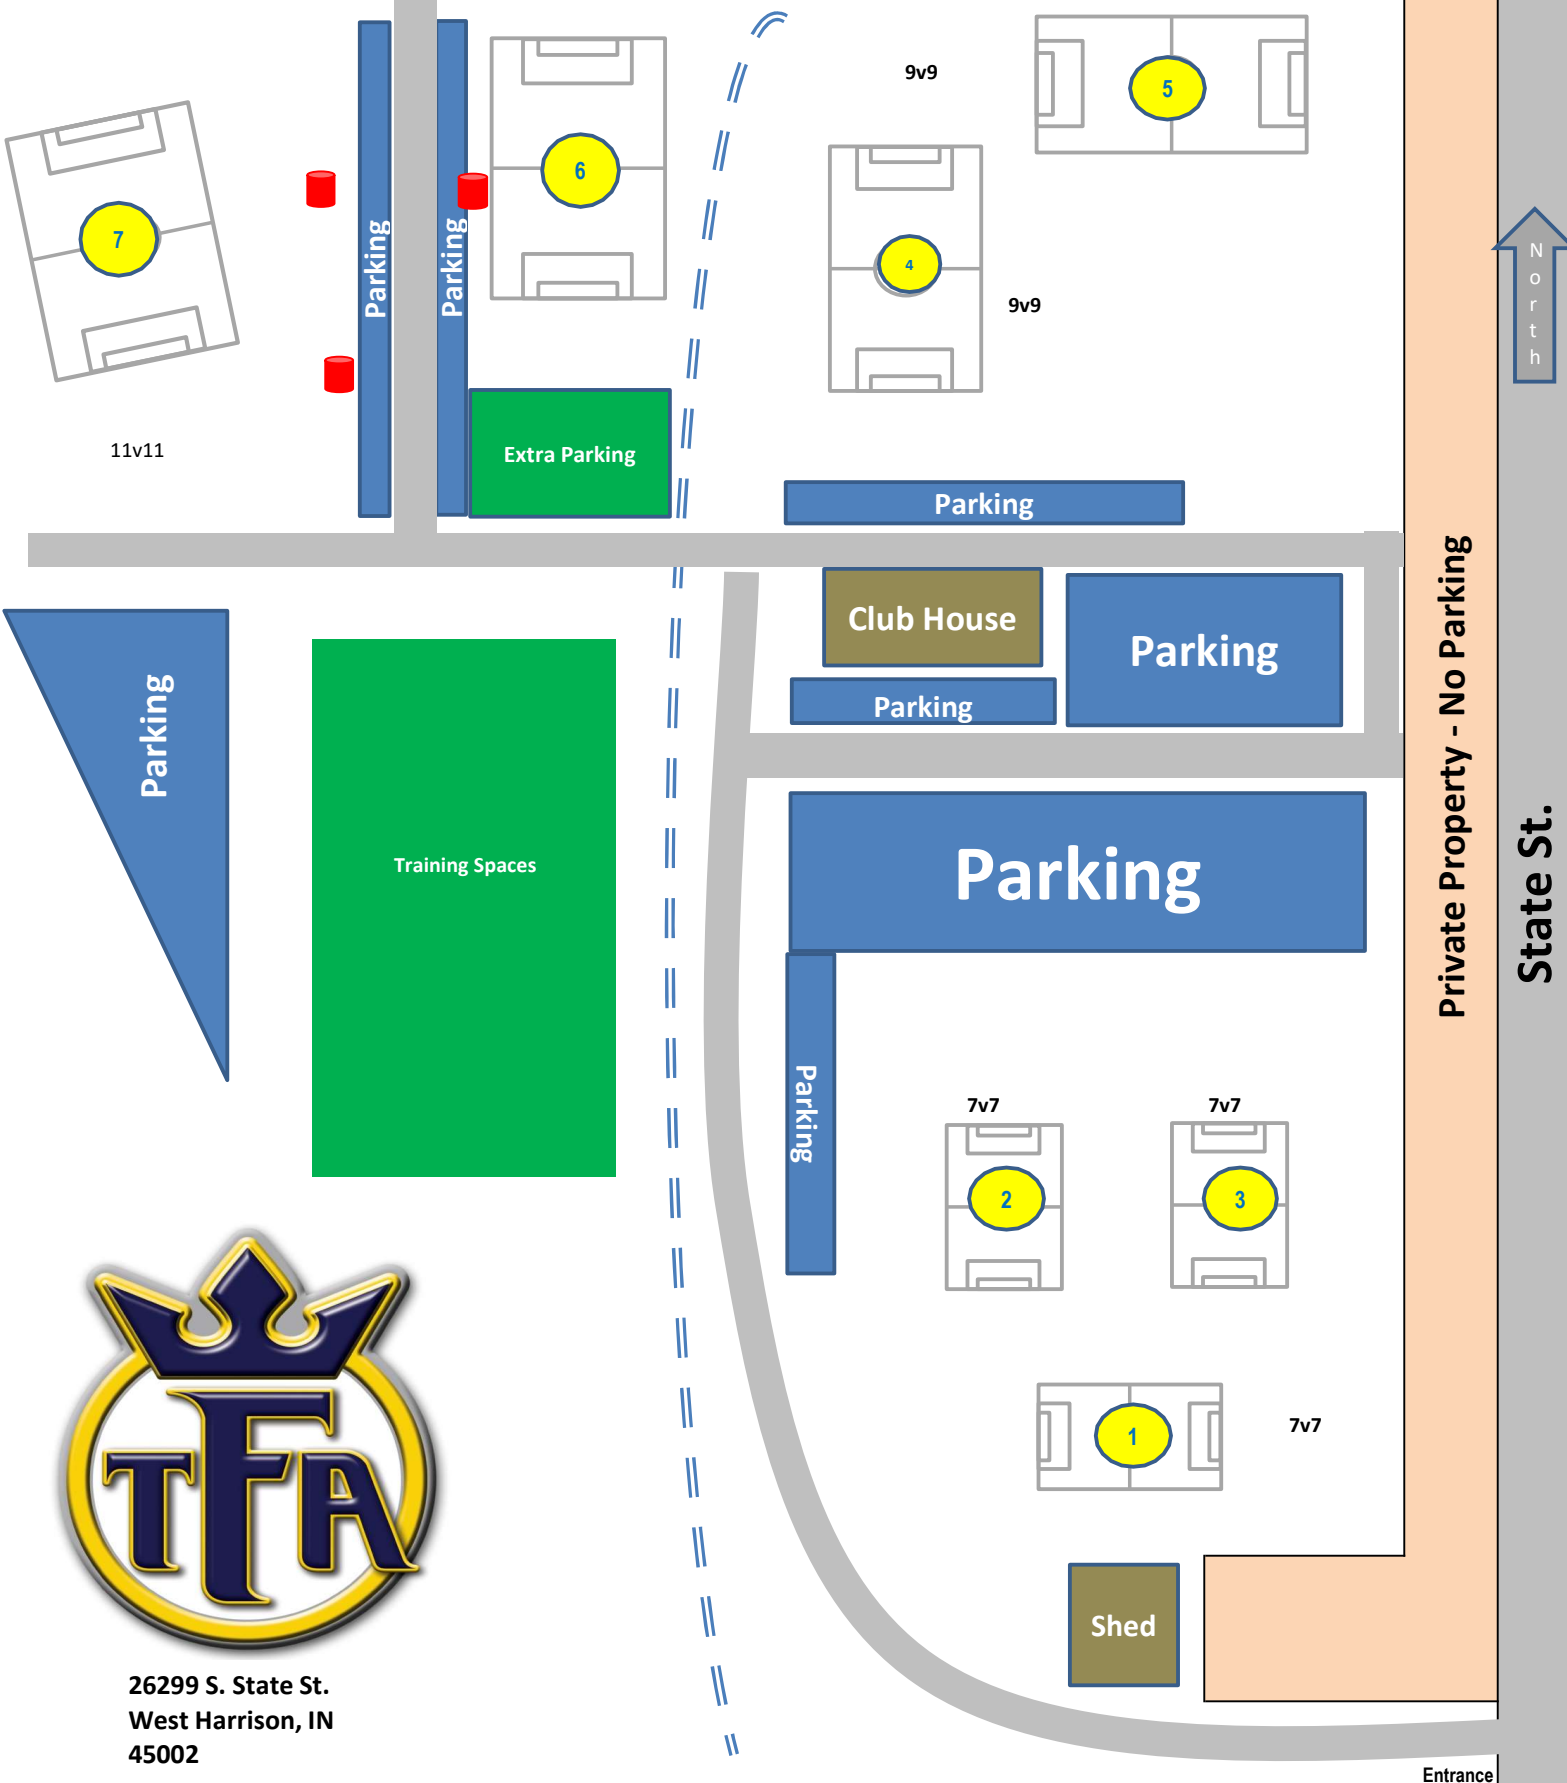 9v9
5
6
Parking
Parking
7
4
9v9
North
11v11
Extra Parking
Parking
Club House
Parking
Parking
Private Property - No Parking
State St.
Parking
Training Spaces
Parking
Parking
7v7
7v7
2
3
1
7v7
TFA
Shed
26299 S. State St.
West Harrison, IN
45002
Entrance